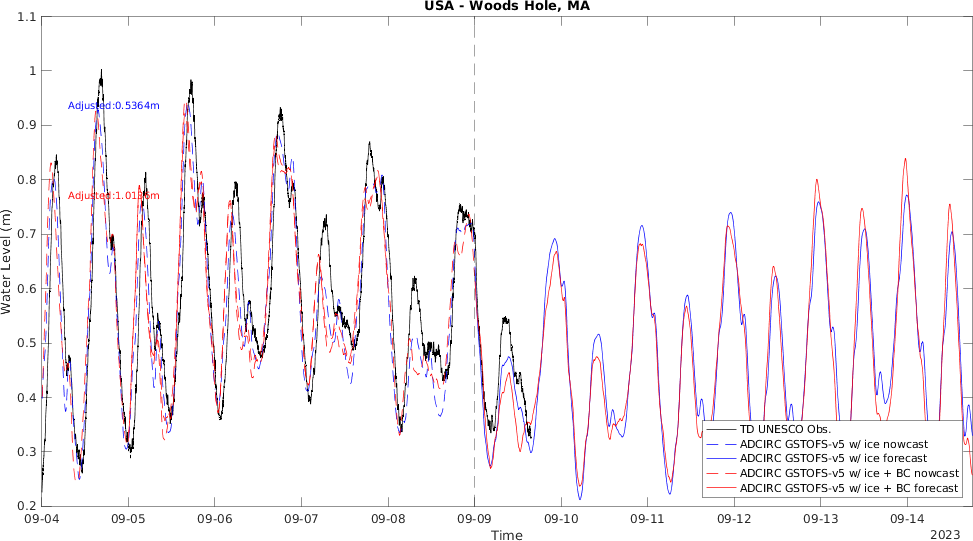 USA - Woods Hole, MA
1.1
1
0.9
0.8
0.7
0.6
0.5
0.4
0.3
0.2
Water Level (m)
Adjusted:0.5364m
09-04
09-05
09-06
09-07
09-08
09-09
09-10
09-11
09-12
09-13
09-14
Time
2023
TD UNESCO Obs.
ADCIRC GSTOFS-v5 w/ ice nowcast
ADCIRC GSTOFS-v5 w/ ice forecast
ADCIRC GSTOFS-v5 w/ ice + BC nowcast
ADCIRC GSTOFS-v5 w/ ice + BC forecast